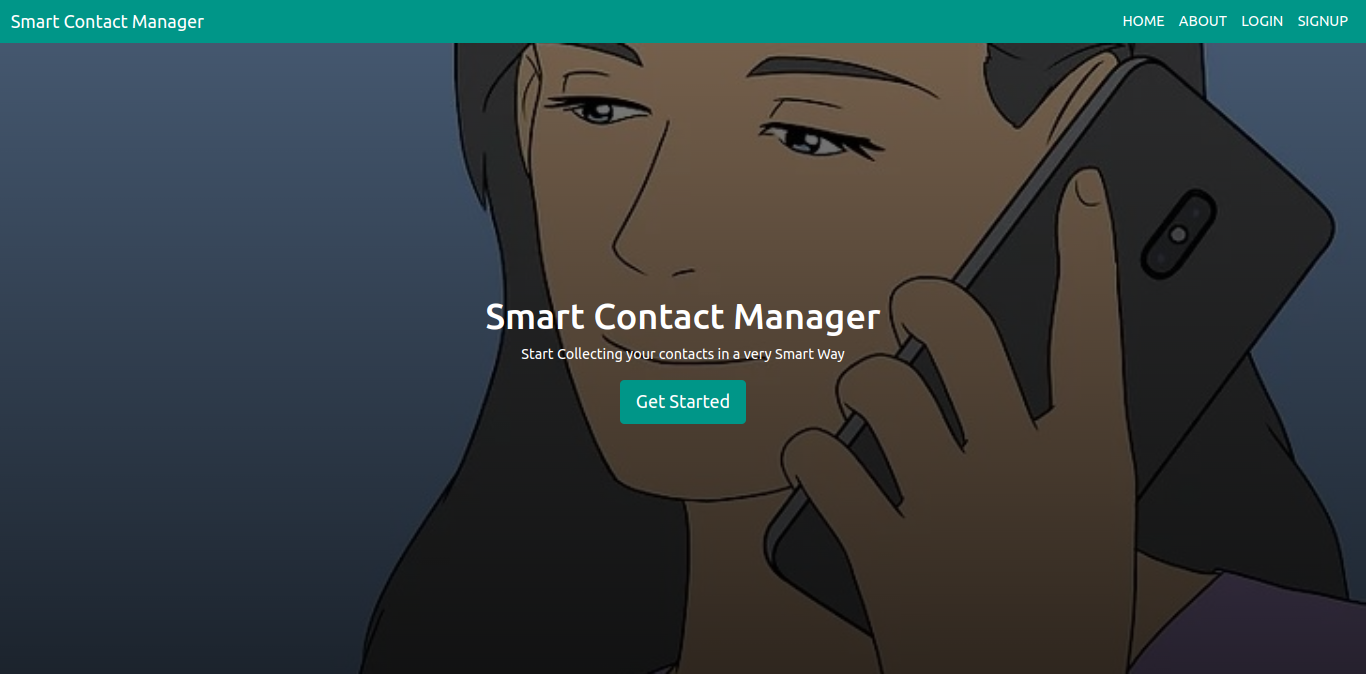 Smart Contact Manager
HOME ABOUT LOGIN SIGNUP
Smart Contact Manager
Start Collecting your contacts in a very Smart Way
Get Started